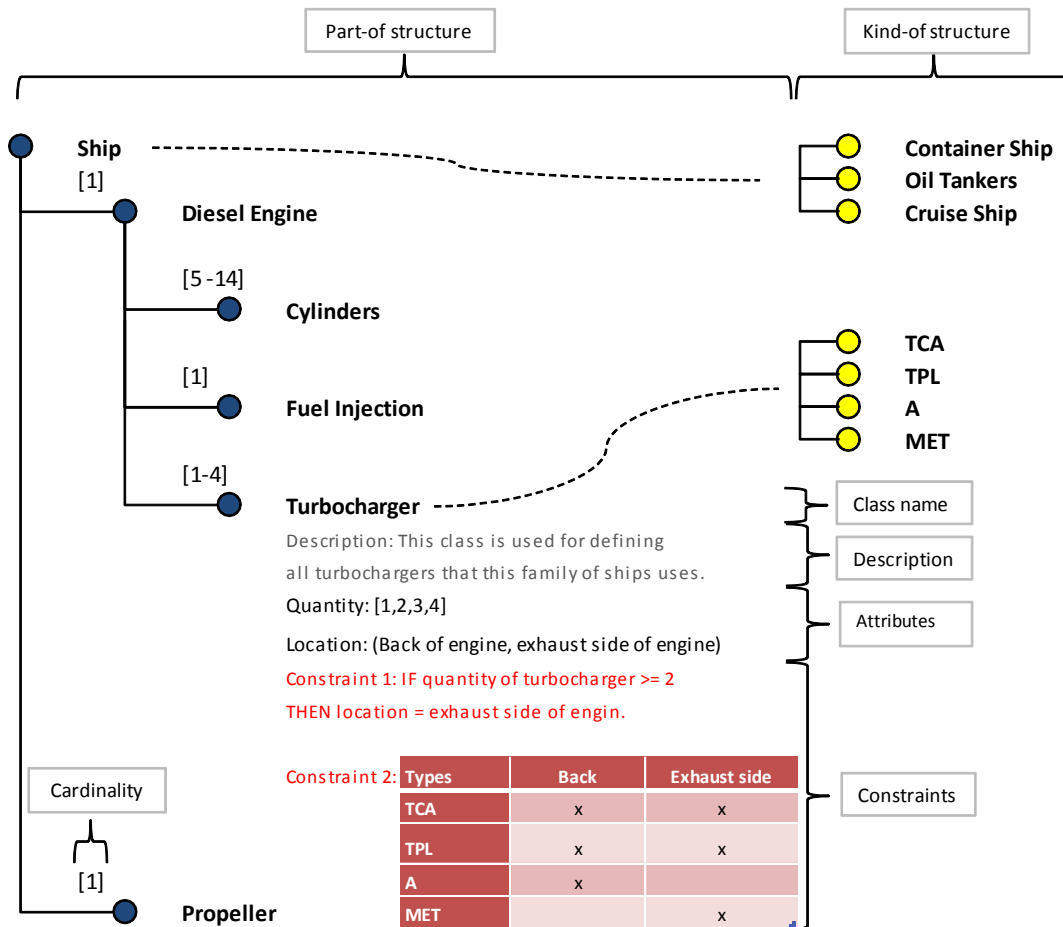 Part-of structure
Kind-of structure
Ship
[1]
Diesel Engine
[5 -14]
Cylinders
[1]
Fuel Injection
[1-4]
Turbocharger
Description: This class is used for defining
all turbochargers that this family of ships uses.
Quantity: [1,2,3,4]
Location: (Back of engine, exhaust side of engine)
Constraint 1: IF quantity of turbocharger >= 2
THEN location = exhaust side of engin.
Constraint 2:
Types Back Exhaust side
TCA x x
TPL x x
A x
MET x
Cardinality
[1]
Propeller
Container Ship
Oil Tankers
Cruise Ship
TCA
TPL
A
MET
Class name
Description
Attributes
Constraints